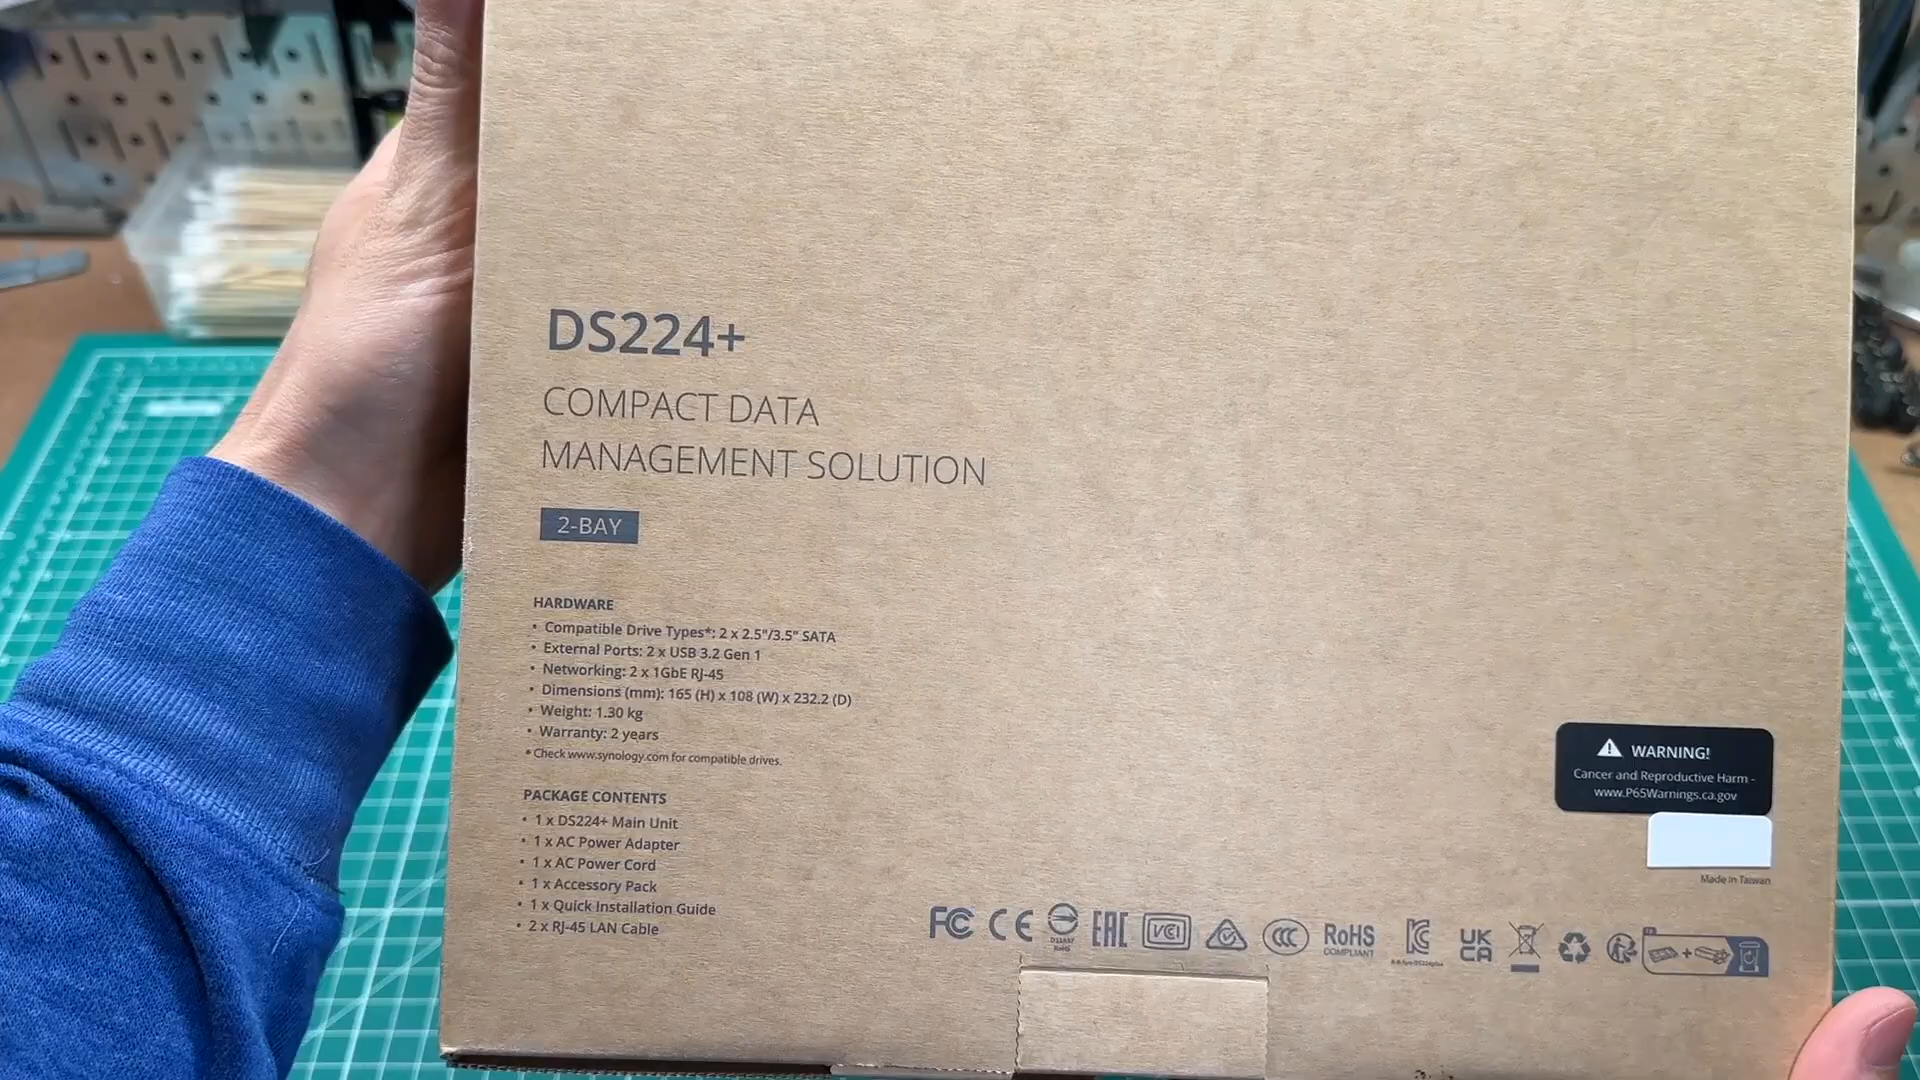 DS224+
COMPACT DATA
MANAGEMENT SOLUTION
2-BAY
HARDWARE
• Compatible Drive Types*: 2 x 2.5"/3.5" SATA
• External Ports: 2 x USB 3.2 Gen 1
• Networking: 2 x 1GbE RJ-45
• Dimensions (mm): 165 (H) x 108 (W) x 232.2 (D)
• Weight: 1.30 kg
• Warranty: 2 years
* Check www.synology.com for compatible drives.
PACKAGE CONTENTS
• 1 x DS224+ Main Unit
• 1 x AC Power Adapter
• 1 x AC Power Cord
• 1 x Accessory Pack
• 1 x Quick Installation Guide
• 2 x RJ-45 LAN Cable
WARNING!
Cancer and Reproductive Harm -
www.P65Warnings.ca.gov
Made in Taiwan
FC CE EAC VCI CCC RoHS COMPLIANT KC UK CA